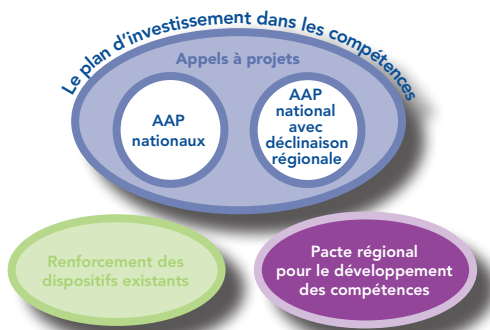 Le plan d'investissement dans les compétences
Appels à projets
AAP
nationaux
AAP
national
avec
déclinaison
régionale
Renforcement des
dispositifs existants
Pacte régional
pour le développement
des compétences